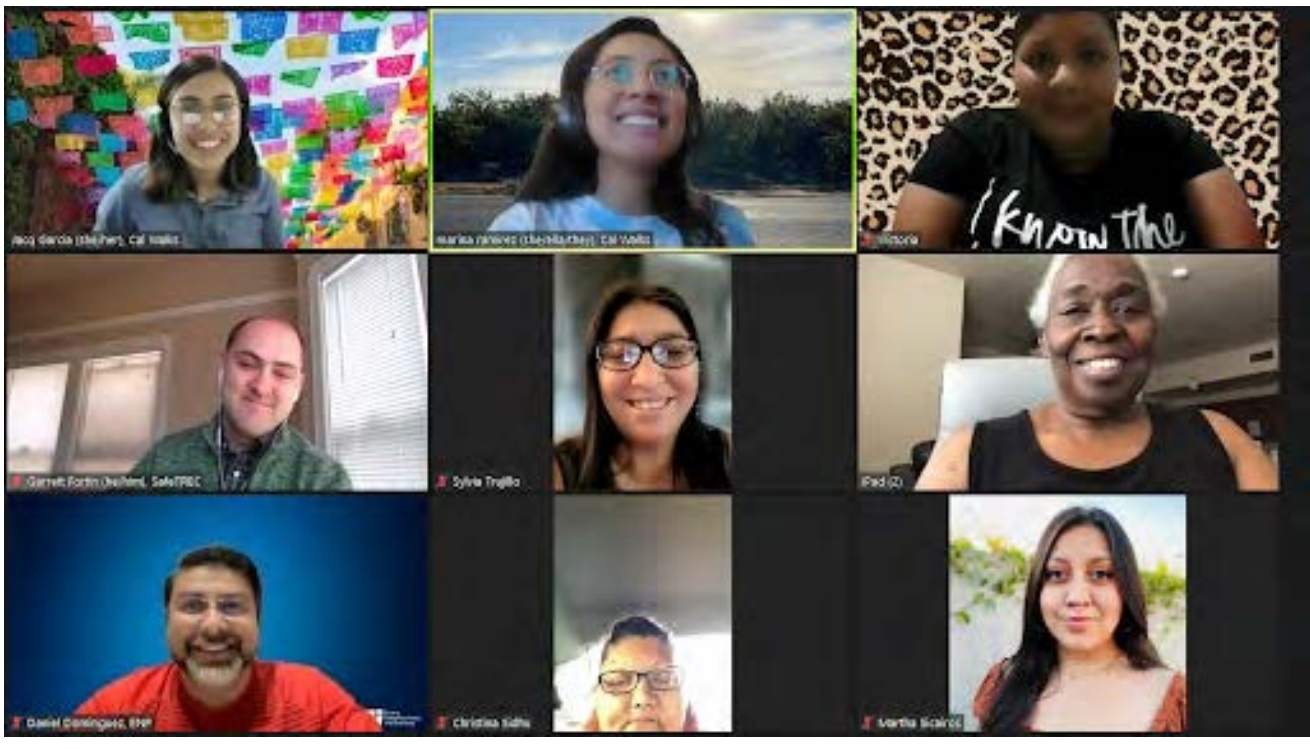 Jacq Garcia (she/her), Cal Walks
Marina Ramirez (she/ella/they), Cal Walks
Victoria
I know the
Garrett Fortin (he/him), SafeTREC
Sylvia Trujillo
iPad (2)
Daniel Dominguez, BNP
Christina Sidhu
Martha Sicairos